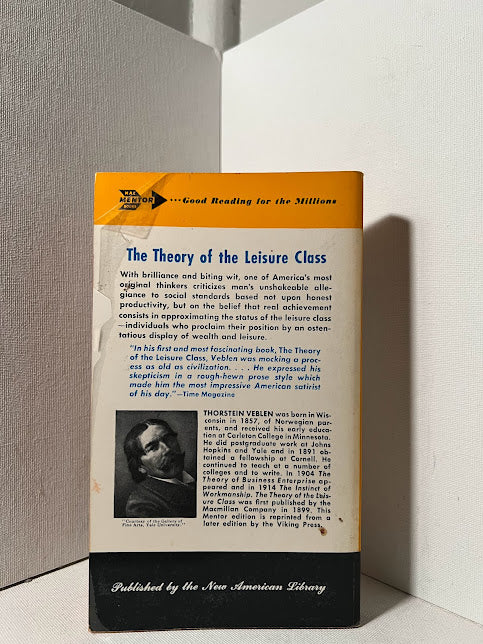 NAL
MENTOR
BOOKS
...Good Reading for the Millions
The Theory of the Leisure Class
With brilliance and biting wit, one of America's most
original thinkers criticizes man's unshakeable alle-
giance to social standards based not upon honest
productivity, but on the belief that real achievement
consists in approximating the status of the leisure class
—individuals who proclaim their position by an osten-
tatious display of wealth and leisure.
"In his first and most fascinating book, The Theory
of the Leisure Class, Veblen was mocking a proc-
ess as old as civilization. . . . He expressed his
skepticism in a rough-hewn prose style which
made him the most impressive American satirist
of his day."—Time Magazine
THORSTEIN VEBLEN was born in Wis-
consin in 1857, of Norwegian par-
ents, and received his early educa-
tion at Carleton College in Minnesota.
He did postgraduate work at Johns
Hopkins and Yale and in 1891 ob-
tained a fellowship at Cornell. He
continued to teach at a number of
colleges and to write. In 1904 The
Theory of Business Enterprise ap-
peared and in 1914 The Instinct of
Workmanship. The Theory of the Leis-
ure Class was first published by the
Macmillan Company in 1899. This
Mentor edition is reprinted from a
later edition by the Viking Press.
"Courtesy of the Gallery of
Fine Arts, Yale University."
Published by the New American Library